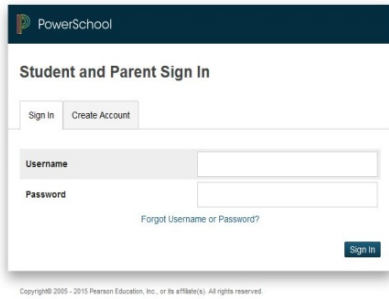 PowerSchool
Student and Parent Sign In
Sign In Create Account
Username
Password
Forgot Username or Password?
Sign In
Copyright© 2005 - 2015 Pearson Education, Inc., or its affiliate(s). All rights reserved.